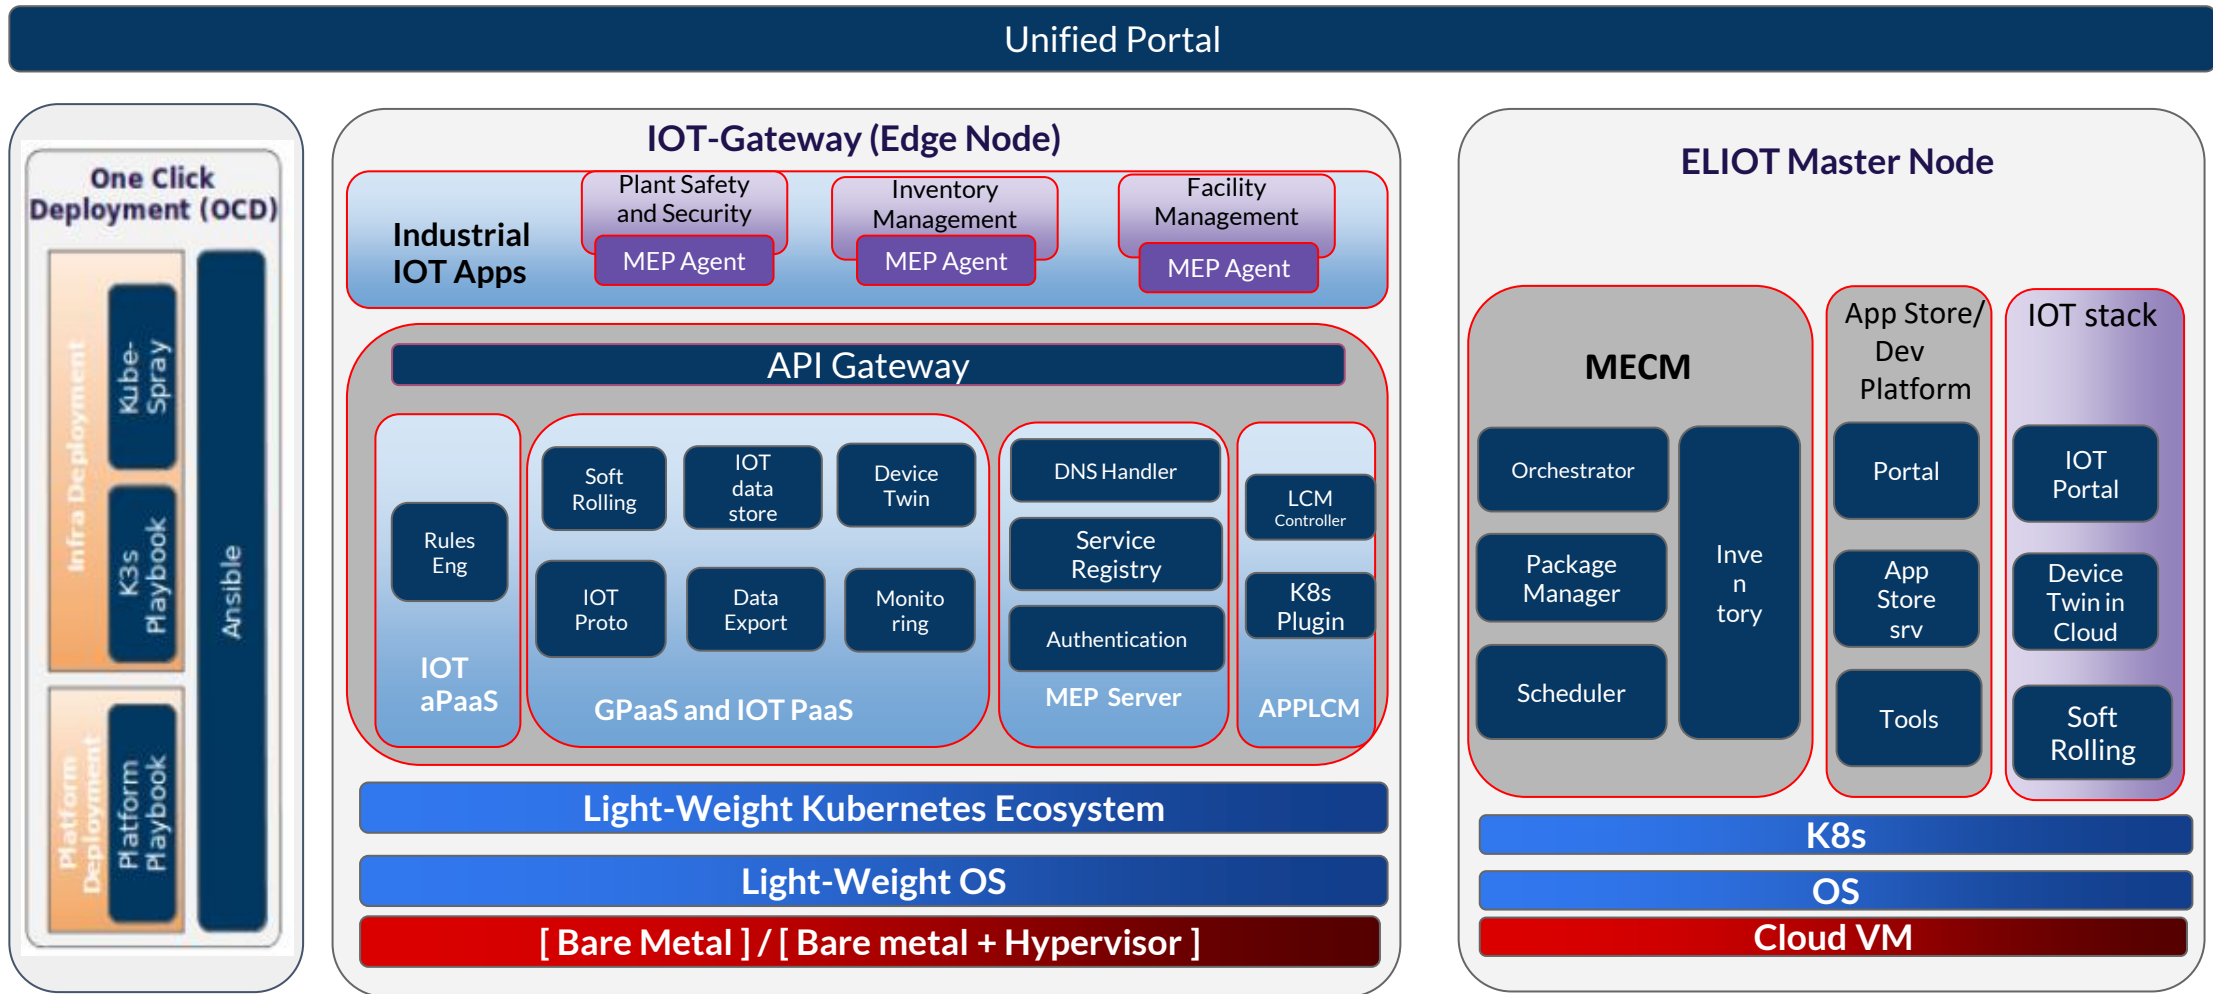 Unified Portal
One Click
Deployment (OCD)
Infra Deployment
Kube-
Spray
K3s
Playbook
Ansible
Platform
Deployment
Platform
Playbook
IOT-Gateway (Edge Node)
Industrial
IOT Apps
Plant Safety
and Security
MEP Agent
Inventory
Management
MEP Agent
Facility
Management
MEP Agent
API Gateway
Rules
Eng
IOT
aPaaS
Soft
Rolling
IOT
data
store
Device
Twin
IOT
Proto
Data
Export
Monito
ring
GPaaS and IOT PaaS
DNS Handler
Service
Registry
Authentication
MEP Server
LCM
Controller
K8s
Plugin
APPLCM
Light-Weight Kubernetes Ecosystem
Light-Weight OS
[ Bare Metal ] / [ Bare metal + Hypervisor ]
ELIOT Master Node
MECM
Orchestrator
Package
Manager
Scheduler
Inve
n
tory
App Store/
Dev
Platform
Portal
App
Store
srv
Tools
IOT stack
IOT
Portal
Device
Twin in
Cloud
Soft
Rolling
K8s
OS
Cloud VM